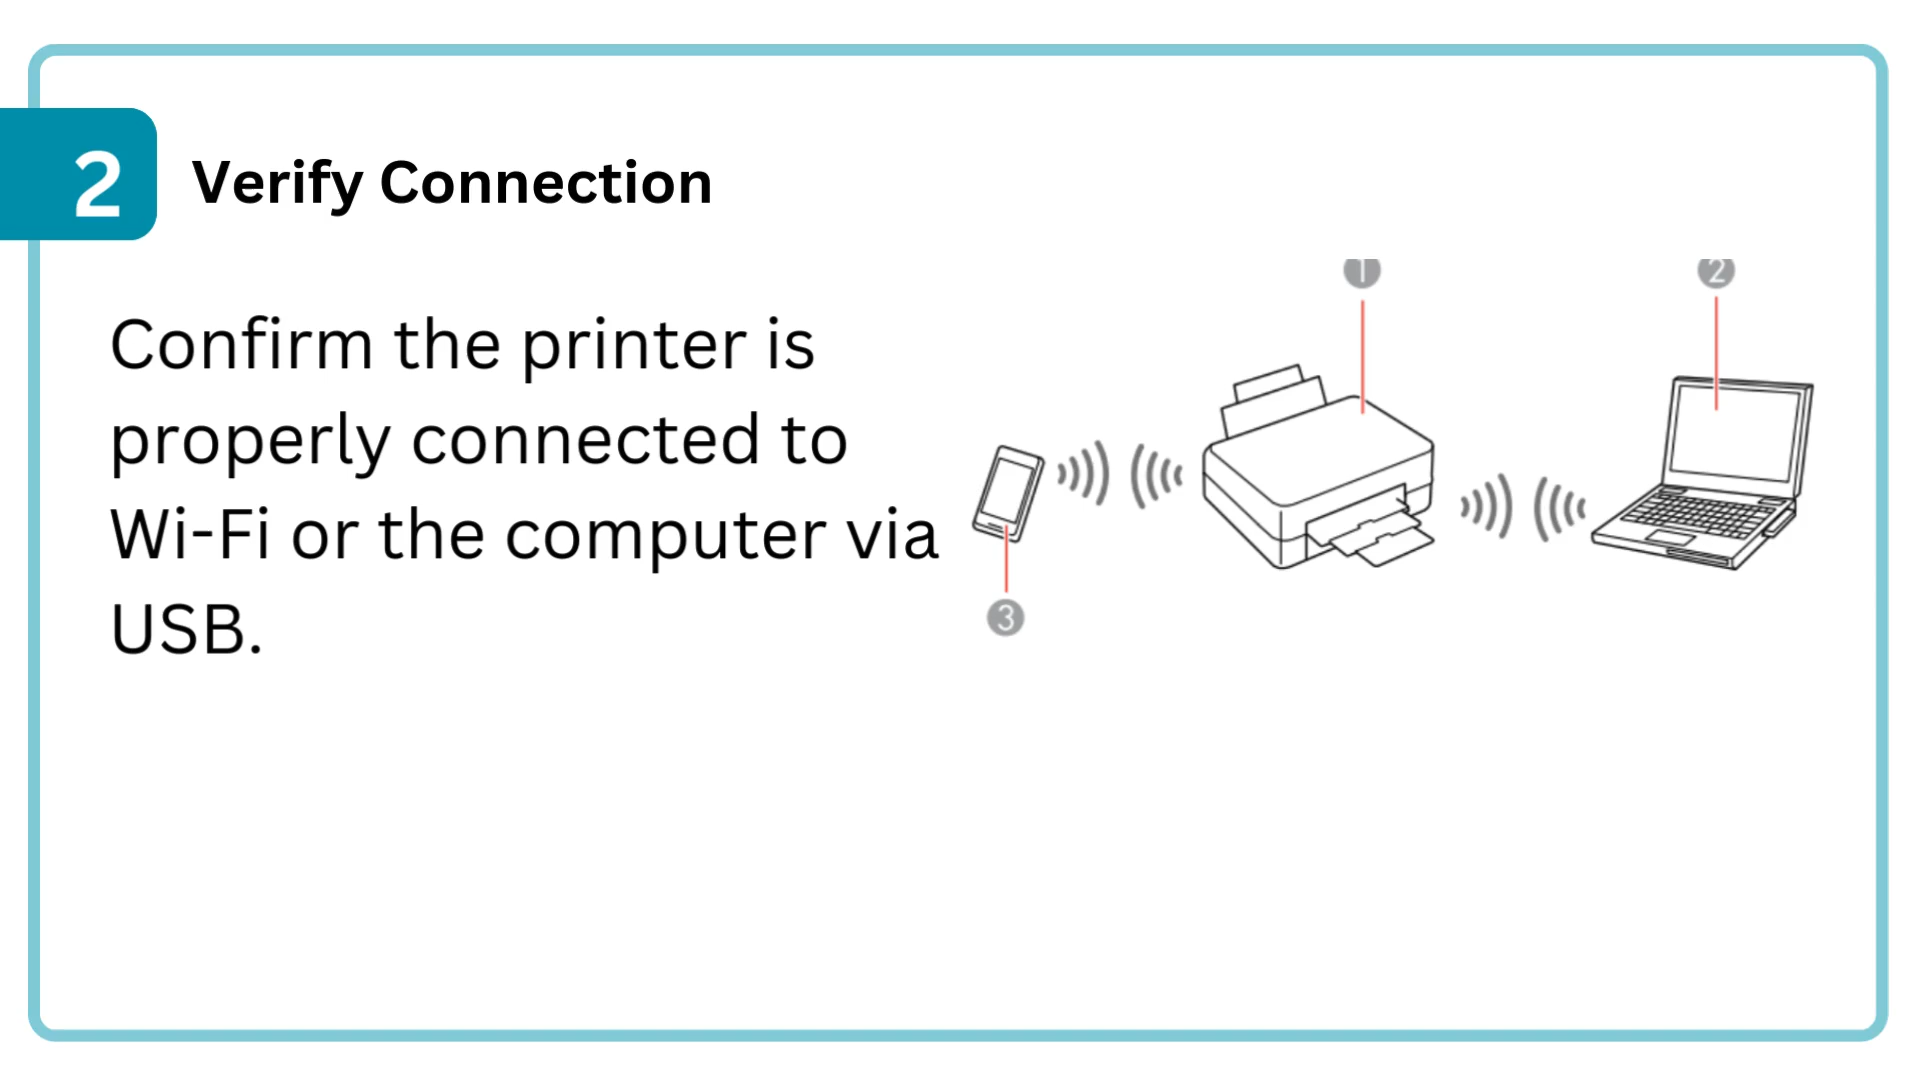 2
Verify Connection
Confirm the printer is
properly connected to
Wi-Fi or the computer via
USB.
1
2
3